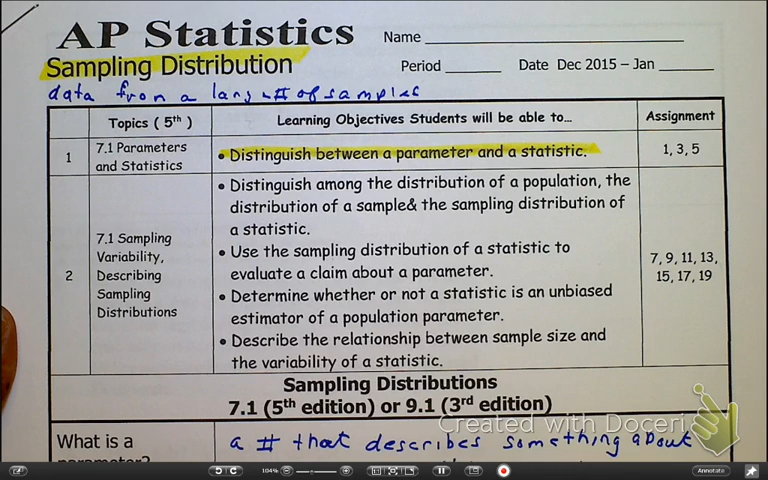 AP Statistics
Name
Sampling Distribution
Period Date Dec 2015 – Jan
data from a large # of samples
Topics ( 5th ) Learning Objectives Students will be able to… Assignment
1 7.1 Parameters and Statistics • Distinguish between a parameter and a statistic. 1, 3, 5
2 7.1 Sampling Variability, Describing Sampling Distributions
• Distinguish among the distribution of a population, the
distribution of a sample& the sampling distribution of
a statistic.
• Use the sampling distribution of a statistic to
evaluate a claim about a parameter.
• Determine whether or not a statistic is an unbiased
estimator of a population parameter.
• Describe the relationship between sample size and
the variability of a statistic.
7, 9, 11, 13,
15, 17, 19
Sampling Distributions
7.1 (5th edition) or 9.1 (3rd edition)
Created with Doceri
What is a a # that describes something about
parameter?
104%
Annotate